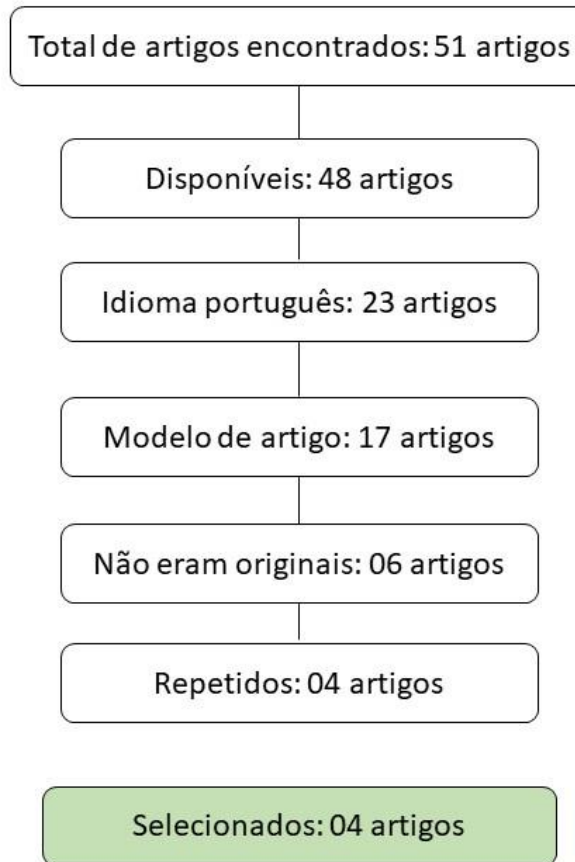 Total de artigos encontrados: 51 artigos
Disponíveis: 48 artigos
Idioma português: 23 artigos
Modelo de artigo: 17 artigos
Não eram originais: 06 artigos
Repetidos: 04 artigos
Selecionados: 04 artigos